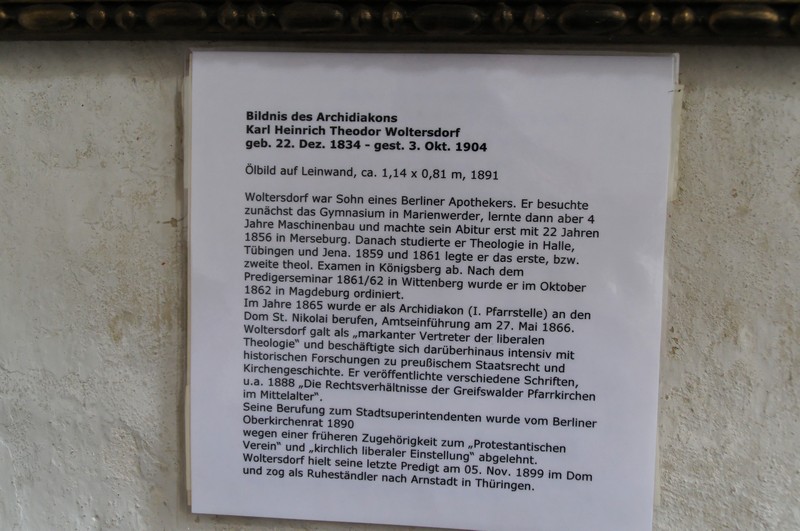 Bildnis des Archidiakons
Karl Heinrich Theodor Woltersdorf
geb. 22. Dez. 1834 - gest. 3. Okt. 1904
Ölbild auf Leinwand, ca. 1,14 x 0,81 m, 1891
Woltersdorf war Sohn eines Berliner Apothekers. Er besuchte
zunächst das Gymnasium in Marienwerder, lernte dann aber 4
Jahre Maschinenbau und machte sein Abitur erst mit 22 Jahren
1856 in Merseburg. Danach studierte er Theologie in Halle,
Tübingen und Jena. 1859 und 1861 legte er das erste, bzw.
zweite theol. Examen in Königsberg ab. Nach dem
Predigerseminar 1861/62 in Wittenberg wurde er im Oktober
1862 in Magdeburg ordiniert.
Im Jahre 1865 wurde er als Archidiakon (I. Pfarrstelle) an den
Dom St. Nikolai berufen, Amtseinführung am 27. Mai 1866.
Woltersdorf galt als „markanter Vertreter der liberalen
Theologie“ und beschäftigte sich darüberhinaus intensiv mit
historischen Forschungen zu preußischem Staatsrecht und
Kirchengeschichte. Er veröffentlichte verschiedene Schriften,
u.a. 1888 „Die Rechtsverhältnisse der Greifswalder Pfarrkirchen
im Mittelalter“.
Seine Berufung zum Stadtsuperintendenten wurde vom Berliner
Oberkirchenrat 1890
wegen einer früheren Zugehörigkeit zum „Protestantischen
Verein“ und „kirchlich liberaler Einstellung“ abgelehnt.
Woltersdorf hielt seine letzte Predigt am 05. Nov. 1899 im Dom
und zog als Ruheständler nach Arnstadt in Thüringen.